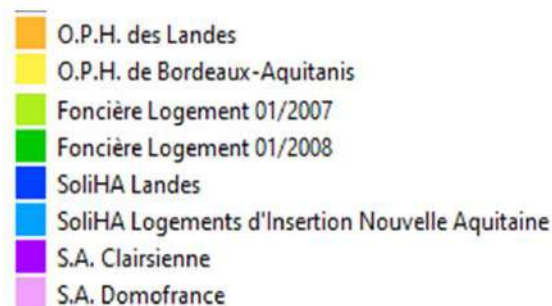 O.P.H. des Landes
O.P.H. de Bordeaux-Aquitanis
Foncière Logement 01/2007
Foncière Logement 01/2008
SoliHA Landes
SoliHA Logements d'Insertion Nouvelle Aquitaine
S.A. Clairsienne
S.A. Domofrance